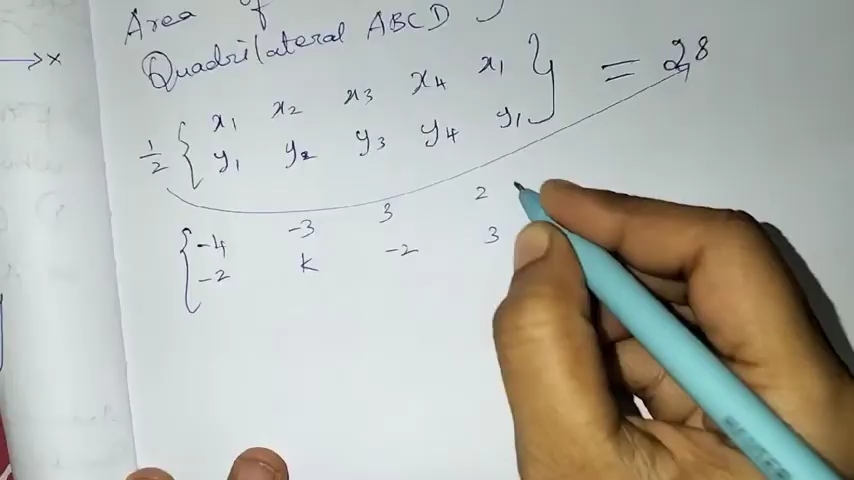 Area of
Quadrilateral ABCD }
x
1/2 { x1 x2 x3 x4 x1 } = 28
y1 y2 y3 y4 y1
{ -4 -3 3 2
-2 k -2 3